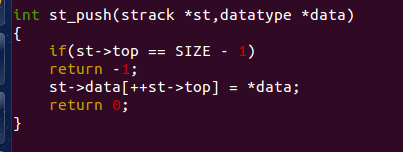 int st_push(strack *st,datatype *data)
{
    if(st->top == SIZE - 1)
    return -1;
    st->data[++st->top] = *data;
    return 0;
}